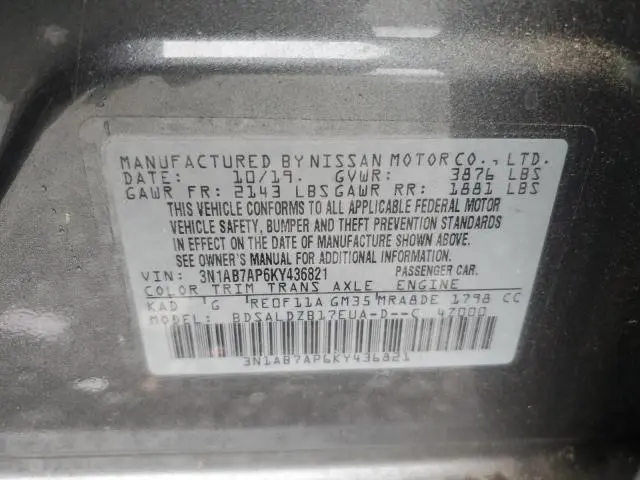 MANUFACTURED BY NISSAN MOTOR CO., LTD.
DATE: 10/19. GVWR: 3876 LBS
GAWR FR: 2143 LBS GAWR RR: 1881 LBS
THIS VEHICLE CONFORMS TO ALL APPLICABLE FEDERAL MOTOR
VEHICLE SAFETY, BUMPER AND THEFT PREVENTION STANDARDS
IN EFFECT ON THE DATE OF MANUFACTURE SHOWN ABOVE.
SEE OWNER'S MANUAL FOR ADDITIONAL INFORMATION.
VIN: 3N1AB7AP6KY436821 PASSENGER CAR.
COLOR TRIM TRANS AXLE ENGINE
KAD G RE0F11A GM35 MRA8DE 1798 CC
MODEL: BDSALDZB17EUA-D--C 47000
3N1AB7AP6KY436821